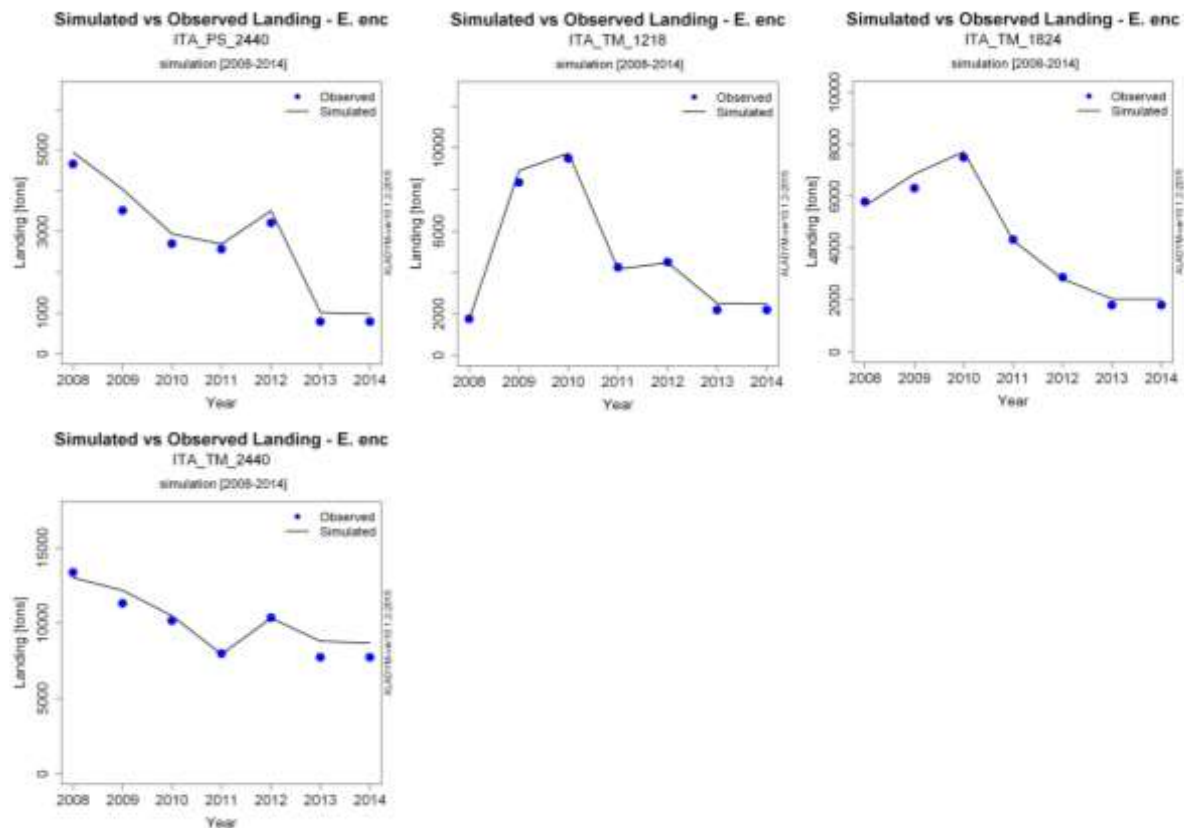 Simulated vs Observed Landing - E. enc
ITA_PS_2440
simulation [2008-2014]
Observed
Simulated
Landing [tons]
5000
3000
1000
0
2008 2009 2010 2011 2012 2013 2014
Year
Simulated vs Observed Landing - E. enc
ITA_TM_1218
simulation [2008-2014]
Observed
Simulated
Landing [tons]
10000
6000
2000
0
2008 2009 2010 2011 2012 2013 2014
Year
Simulated vs Observed Landing - E. enc
ITA_TM_1824
simulation [2008-2014]
Observed
Simulated
Landing [tons]
10000
8000
6000
4000
2000
0
2008 2009 2010 2011 2012 2013 2014
Year
Simulated vs Observed Landing - E. enc
ITA_TM_2440
simulation [2008-2014]
Observed
Simulated
Landing [tons]
15000
10000
5000
0
2008 2009 2010 2011 2012 2013 2014
Year